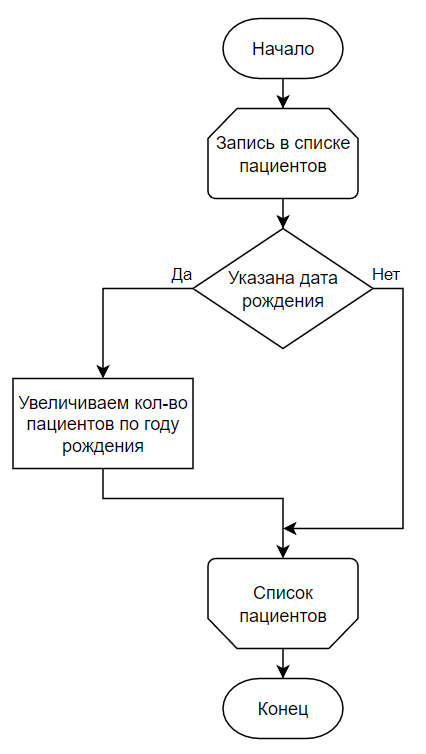 Начало
Запись в списке
пациентов
Указана дата
рождения
Да
Нет
Увеличиваем кол-во
пациентов по году
рождения
Список
пациентов
Конец